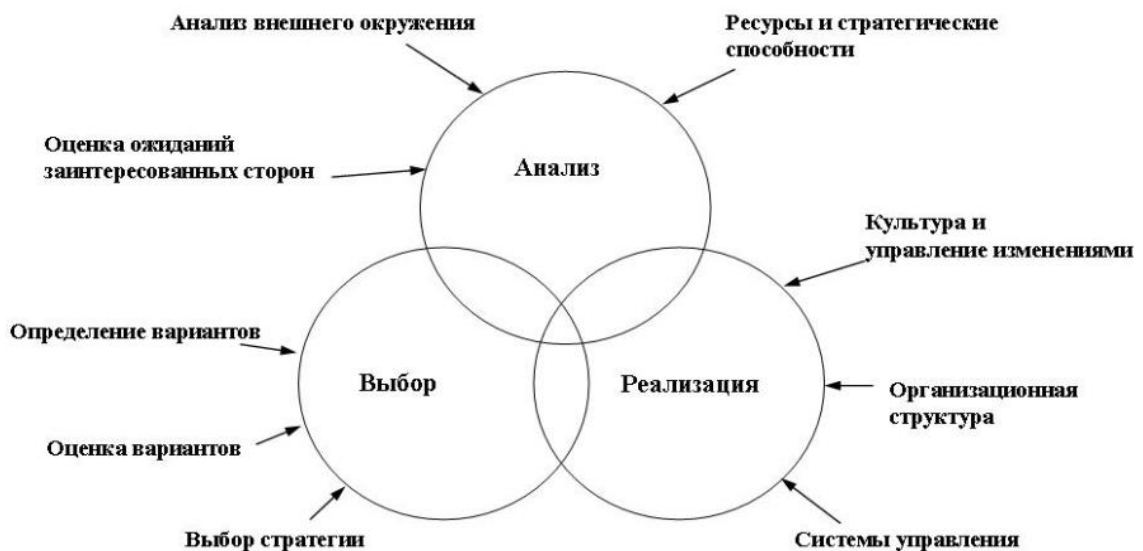 Анализ внешнего окружения
Ресурсы и стратегические
способности
Оценка ожиданий
заинтересованных сторон
Анализ
Культура и
управление изменениями
Определение вариантов
Выбор
Реализация
Организационная
структура
Оценка вариантов
Выбор стратегии
Системы управления